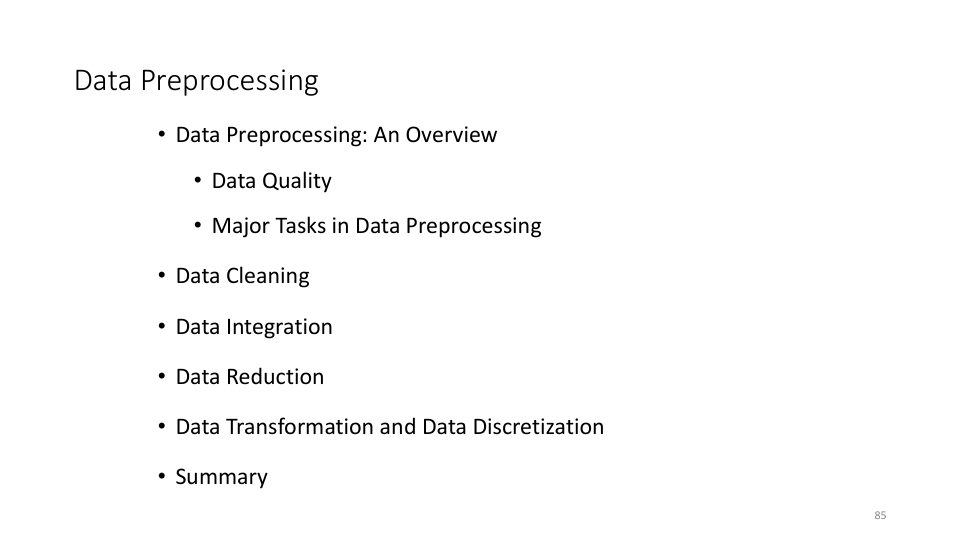 Data Preprocessing
• Data Preprocessing: An Overview
• Data Quality
• Major Tasks in Data Preprocessing
• Data Cleaning
• Data Integration
• Data Reduction
• Data Transformation and Data Discretization
• Summary
85